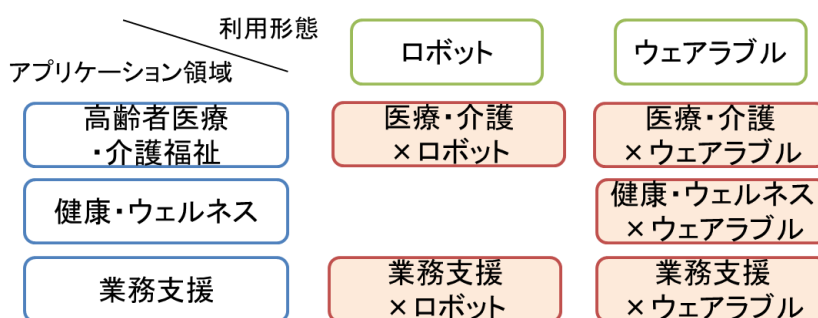 利用形態
アプリケーション領域
ロボット
ウェアラブル
高齢者医療
・介護福祉
医療・介護
×ロボット
医療・介護
×ウェアラブル
健康・ウェルネス
健康・ウェルネス
×ウェアラブル
業務支援
業務支援
×ロボット
業務支援
×ウェアラブル